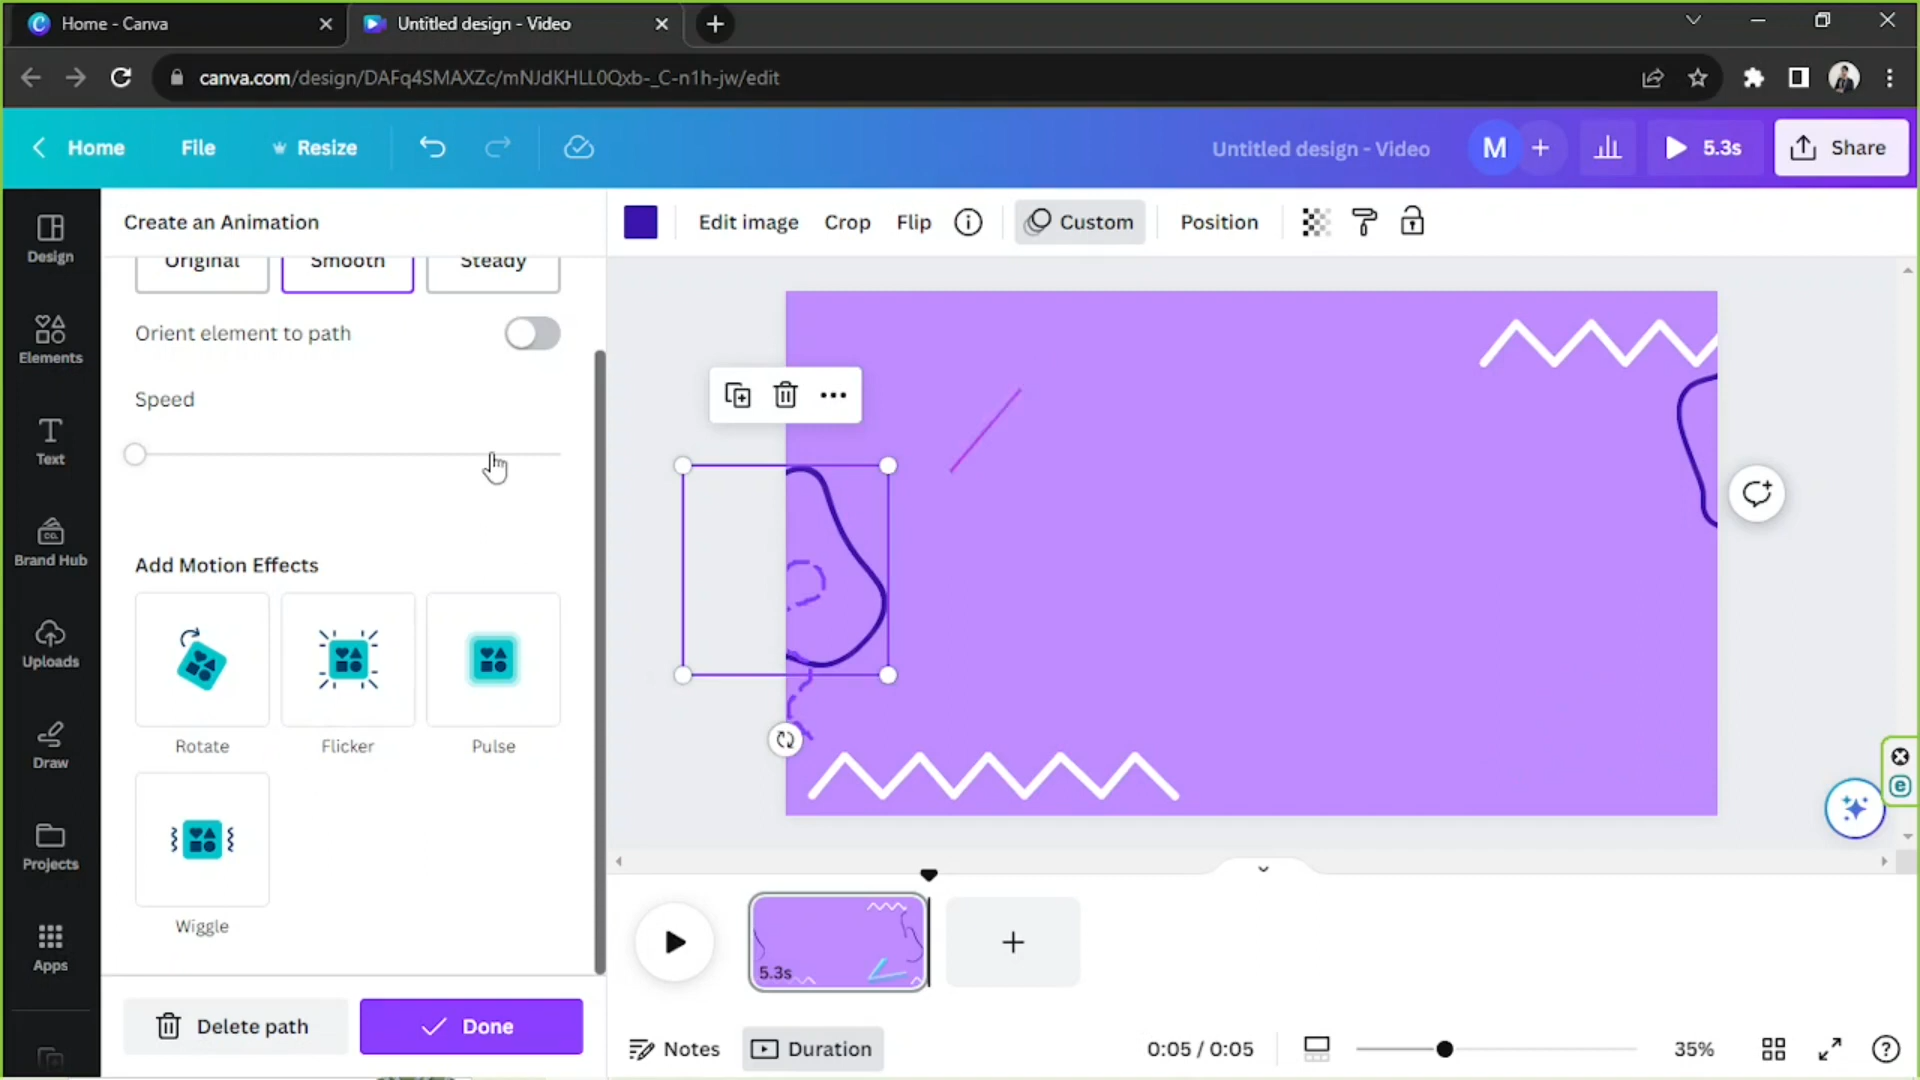 Home - Canva
Untitled design - Video
canva.com/design/DAFq4SMAXZc/mNJdKHLL0Qxb-_C-n1h-jw/edit
Home
File
Resize
Untitled design - Video
M
5.3s
Share
Design
Elements
Text
Brand Hub
Uploads
Draw
Projects
Apps
Create an Animation
Original
Smooth
Steady
Orient element to path
Speed
Add Motion Effects
Rotate
Flicker
Pulse
Wiggle
Delete path
Done
Edit image
Crop
Flip
Custom
Position
5.3s
Notes
Duration
0:05 / 0:05
35%